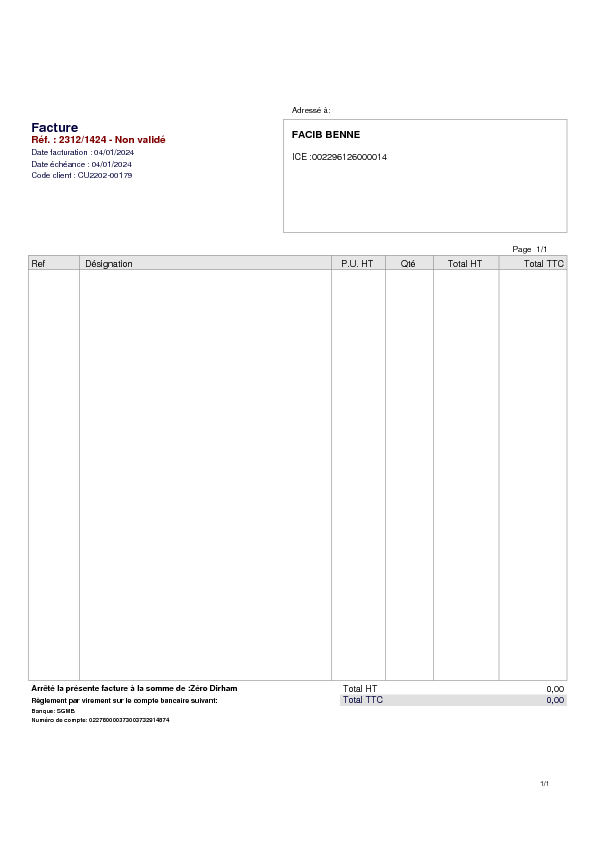 Adressé à:
Facture
Réf. : 2312/1424 - Non validé
Date facturation : 04/01/2024
Date échéance : 04/01/2024
Code client : CU2202-00179
FACIB BENNE
ICE :002296126000014
Page 1/1
Ref Désignation P.U. HT Qté Total HT Total TTC
Arrêté la présente facture à la somme de :Zéro Dirham
Total HT 0,00
Règlement par virement sur le compte bancaire suivant:
Total TTC 0,00
Banque: SGMB
Numéro de compte:
1/1